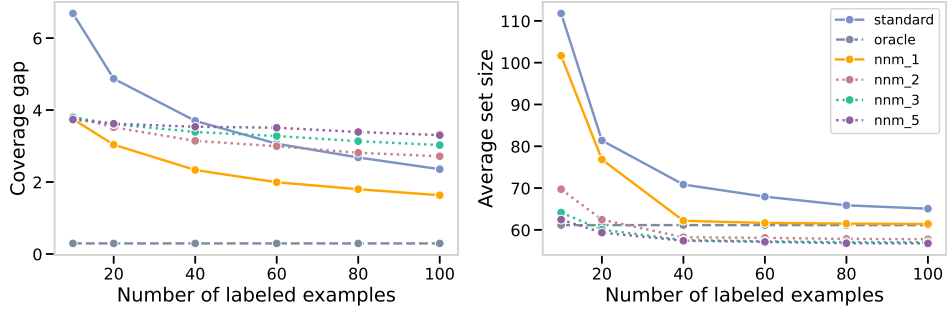 6
4
2
0
20
40
60
80
100
Coverage gap
Number of labeled examples
110
100
90
80
70
60
20
40
60
80
100
Average set size
Number of labeled examples
standard
oracle
nnm_1
nnm_2
nnm_3
nnm_5